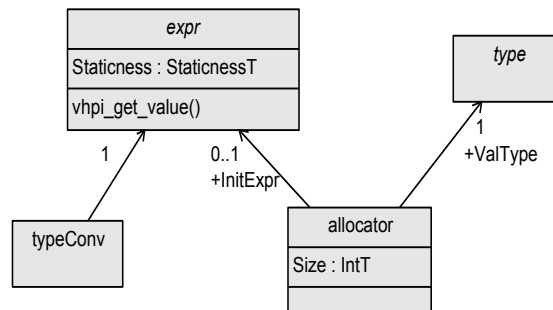 expr
Staticness : StaticnessT
vhpi_get_value()
type
1
0..1
+InitExpr
1
+ValType
typeConv
allocator
Size : IntT